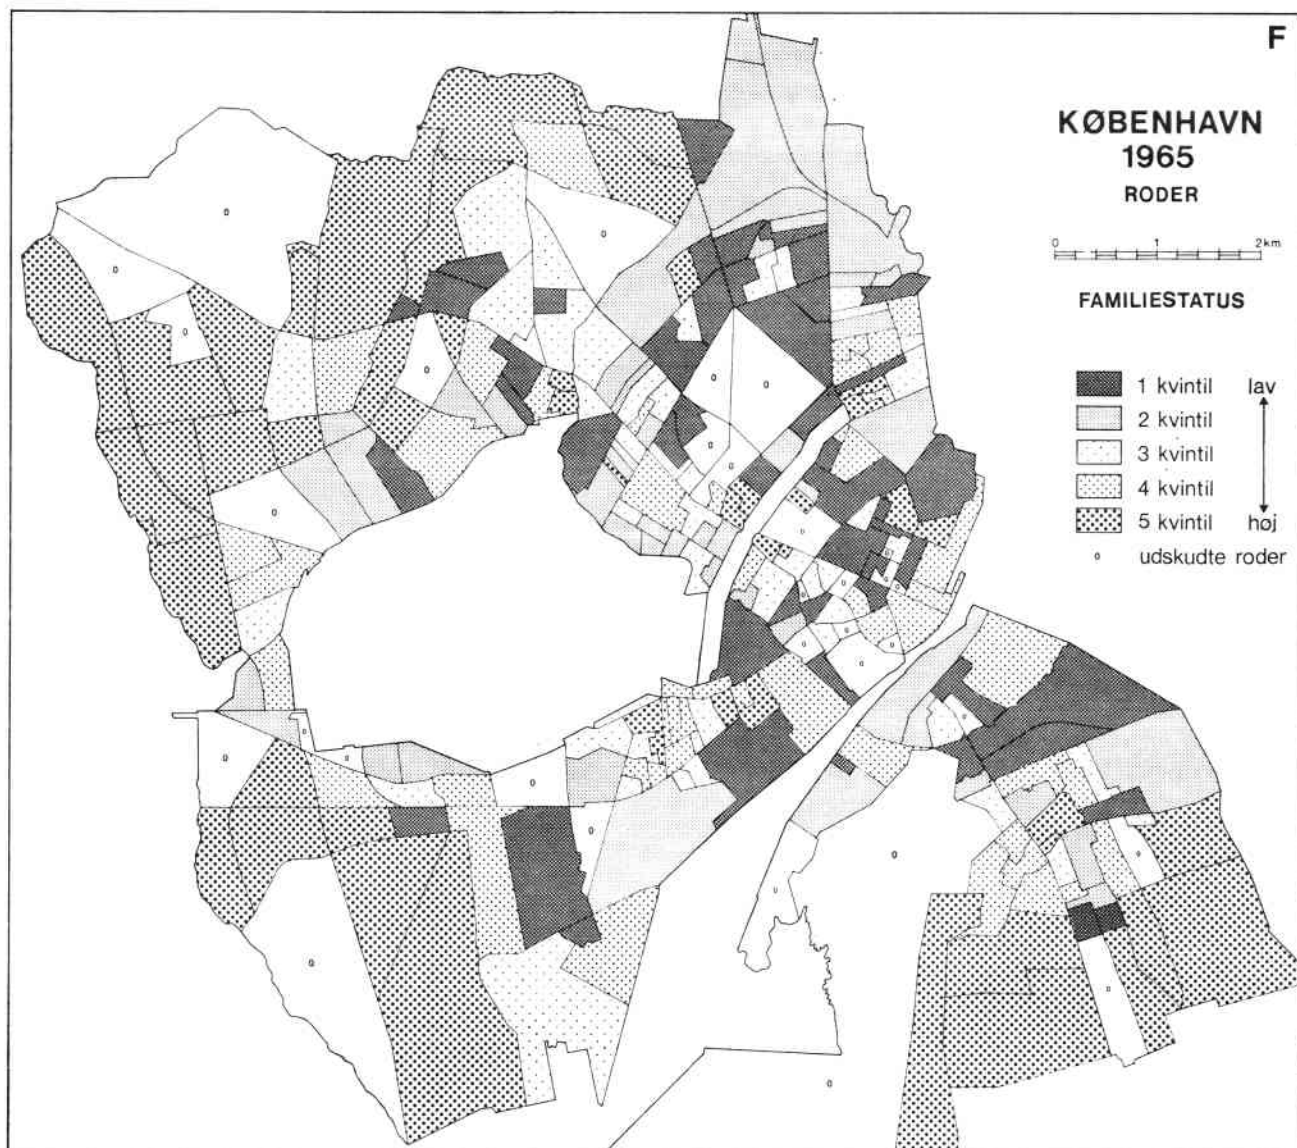 F
KØBENHAVN
1965
RODER
0 1 2 km
FAMILIESTATUS
1 kvintil lav
2 kvintil
3 kvintil
4 kvintil
5 kvintil høj
0 udskudte roder